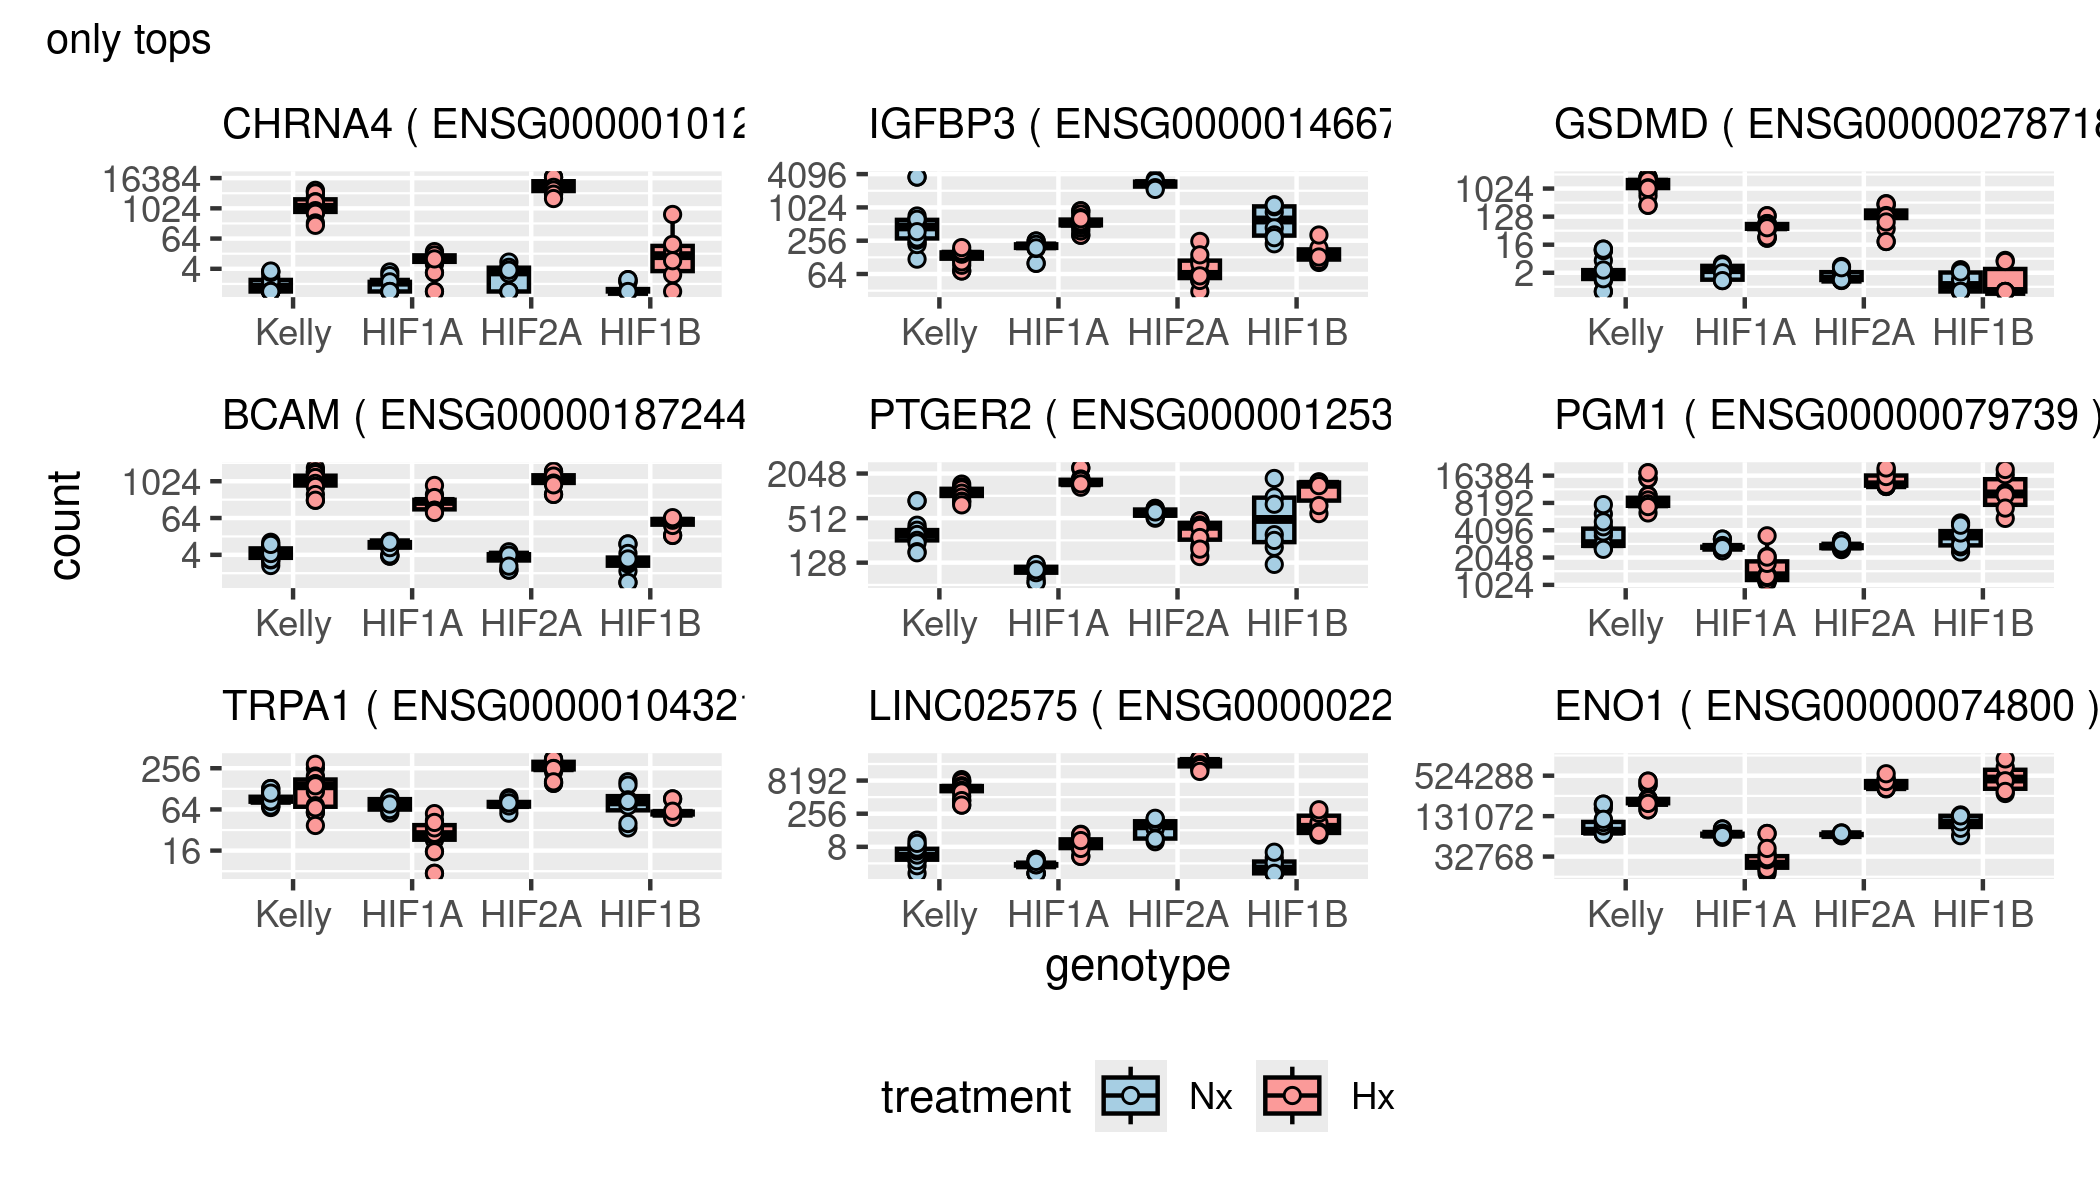 only tops
CHRNA4 ( ENSG000001012
16384
1024
64
4
Kelly HIF1A HIF2A HIF1B
IGFBP3 ( ENSG0000014667
4096
1024
256
64
Kelly HIF1A HIF2A HIF1B
GSDMD ( ENSG00000278718
1024
128
16
2
Kelly HIF1A HIF2A HIF1B
count
BCAM ( ENSG00000187244
1024
64
4
Kelly HIF1A HIF2A HIF1B
PTGER2 ( ENSG000001253
2048
512
128
Kelly HIF1A HIF2A HIF1B
PGM1 ( ENSG00000079739 )
16384
8192
4096
2048
1024
Kelly HIF1A HIF2A HIF1B
TRPA1 ( ENSG00000104321
256
64
16
Kelly HIF1A HIF2A HIF1B
LINC02575 ( ENSG0000022
8192
256
8
Kelly HIF1A HIF2A HIF1B
ENO1 ( ENSG00000074800 )
524288
131072
32768
Kelly HIF1A HIF2A HIF1B
genotype
treatment Nx Hx